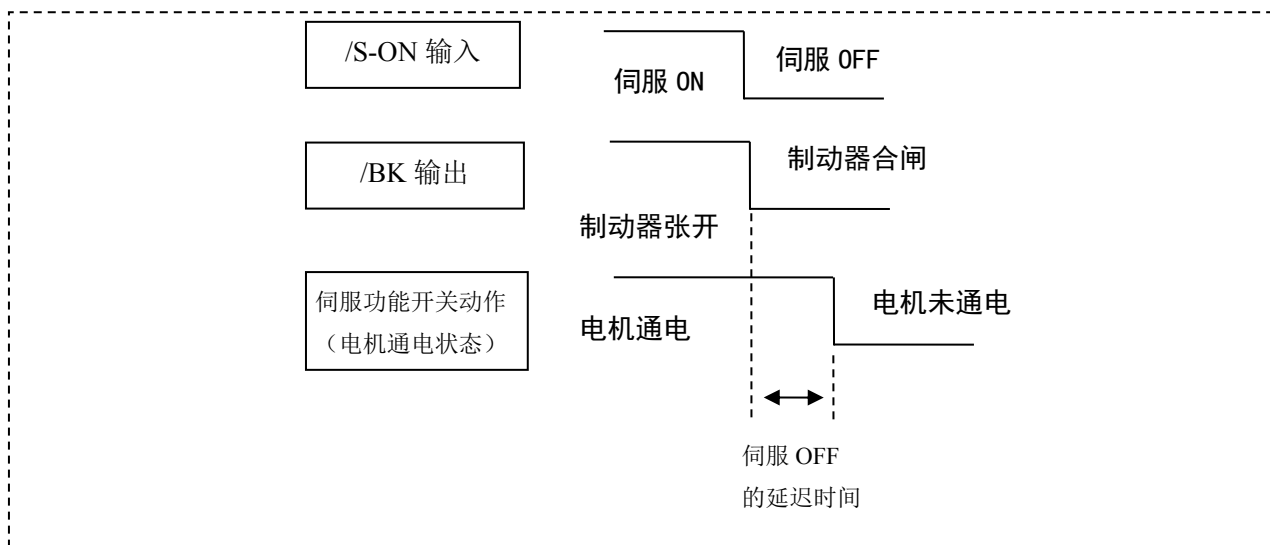 /S-ON 输入
伺服 ON
伺服 OFF
/BK 输出
制动器张开
制动器合闸
伺服功能开关动作
（电机通电状态）
电机通电
电机未通电
伺服 OFF
的延迟时间